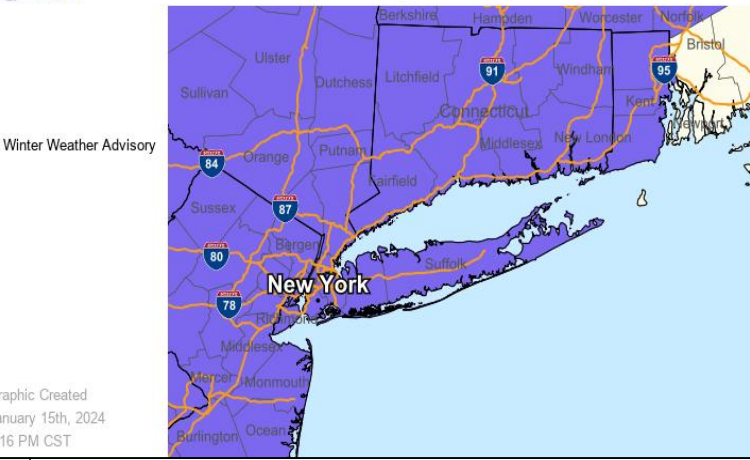 Berkshire Hampden Worcester Norfolk
Bristol
Ulster
Dutchess Litchfield 91 Windham 95
Sullivan
Kent
Connecticut
Newport
Winter Weather Advisory
Putnam Middlesex New London
84 Orange
Fairfield
Sussex 87
Bergen
80
Suffolk
New York
78
Richmond
Middlesex
Mercer Monmouth
raphic Created
anuary 15th, 2024
Ocean
Burlington
16 PM CST